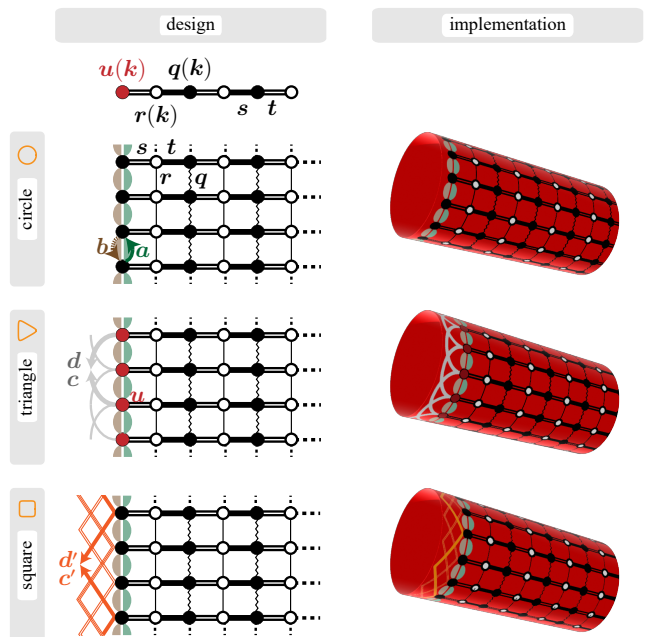 design
implementation
u(k)
q(k)
r(k)
s
t
circle
s
t
r
q
b
a
triangle
d
c
u
square
d′
c′